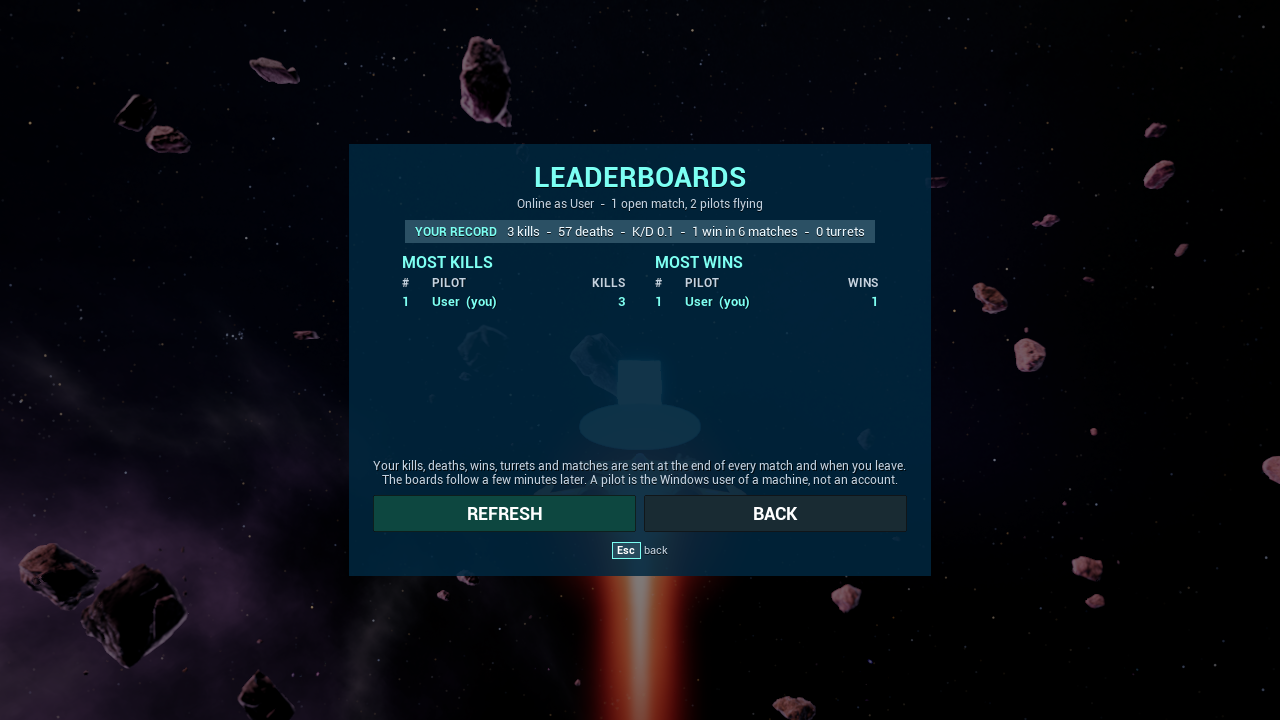 LEADERBOARDS
Online as User - 1 open match, 2 pilots flying
YOUR RECORD 3 kills - 57 deaths - K/D 0.1 - 1 win in 6 matches - 0 turrets
MOST KILLS
# PILOT KILLS
1 User (you) 3
MOST WINS
# PILOT WINS
1 User (you) 1
Your kills, deaths, wins, turrets and matches are sent at the end of every match and when you leave.
The boards follow a few minutes later. A pilot is the Windows user of a machine, not an account.
REFRESH BACK
Esc back